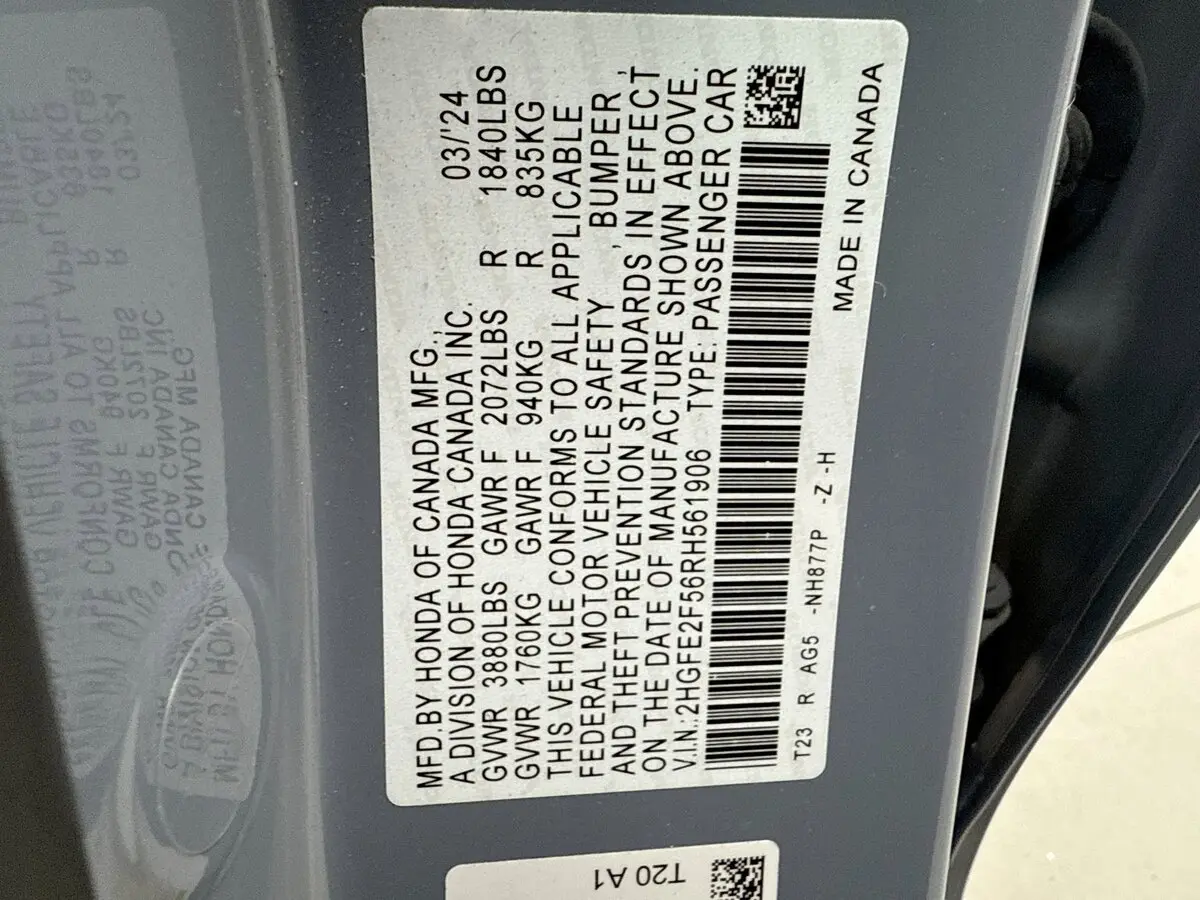 MFD.BY HONDA OF CANADA MFG.,
A DIVISION OF HONDA CANADA INC. 03/'24
GVWR 3880LBS GAWR F 2072LBS R 1840LBS
GVWR 1760KG GAWR F 940KG R 835KG
THIS VEHICLE CONFORMS TO ALL APPLICABLE
FEDERAL MOTOR VEHICLE SAFETY, BUMPER,
AND THEFT PREVENTION STANDARDS IN EFFECT
ON THE DATE OF MANUFACTURE SHOWN ABOVE.
V.I.N.:2HGFE2F56RH561906 TYPE: PASSENGER CAR
T23 R AG5 -NH877P -Z -H
MADE IN CANADA
T20 A1